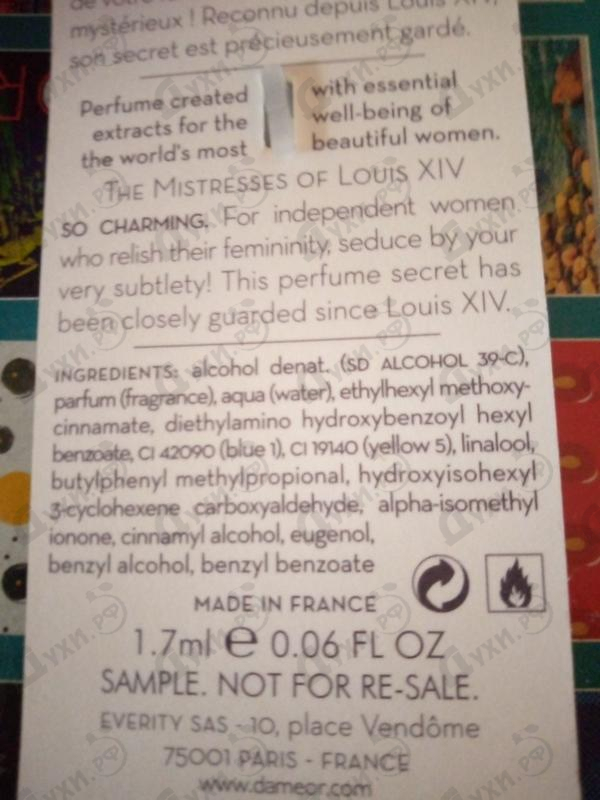 mystérieux ! Reconnu depuis Louis XIV,
son secret est précieusement gardé.
Perfume created with essential
extracts for the well-being of
the world's most beautiful women.
THE MISTRESSES OF LOUIS XIV
SO CHARMING. For independent women
who relish their femininity, seduce by your
very subtlety! This perfume secret has
been closely guarded since Louis XIV.
INGREDIENTS: alcohol denat. (SD ALCOHOL 39-C),
parfum (fragrance), aqua (water), ethylhexyl methoxy-
cinnamate, diethylamino hydroxybenzoyl hexyl
benzoate, CI 42090 (blue 1), CI 19140 (yellow 5), linalool,
butylphenyl methylpropional, hydroxyisohexyl
3-cyclohexene carboxyaldehyde, alpha-isomethyl
ionone, cinnamyl alcohol, eugenol,
benzyl alcohol, benzyl benzoate
MADE IN FRANCE
1.7ml e 0.06 FL OZ
SAMPLE. NOT FOR RE-SALE.
EVERITY SAS - 10, place Vendôme
75001 PARIS - FRANCE
www.dameor.com
Духи.РФ